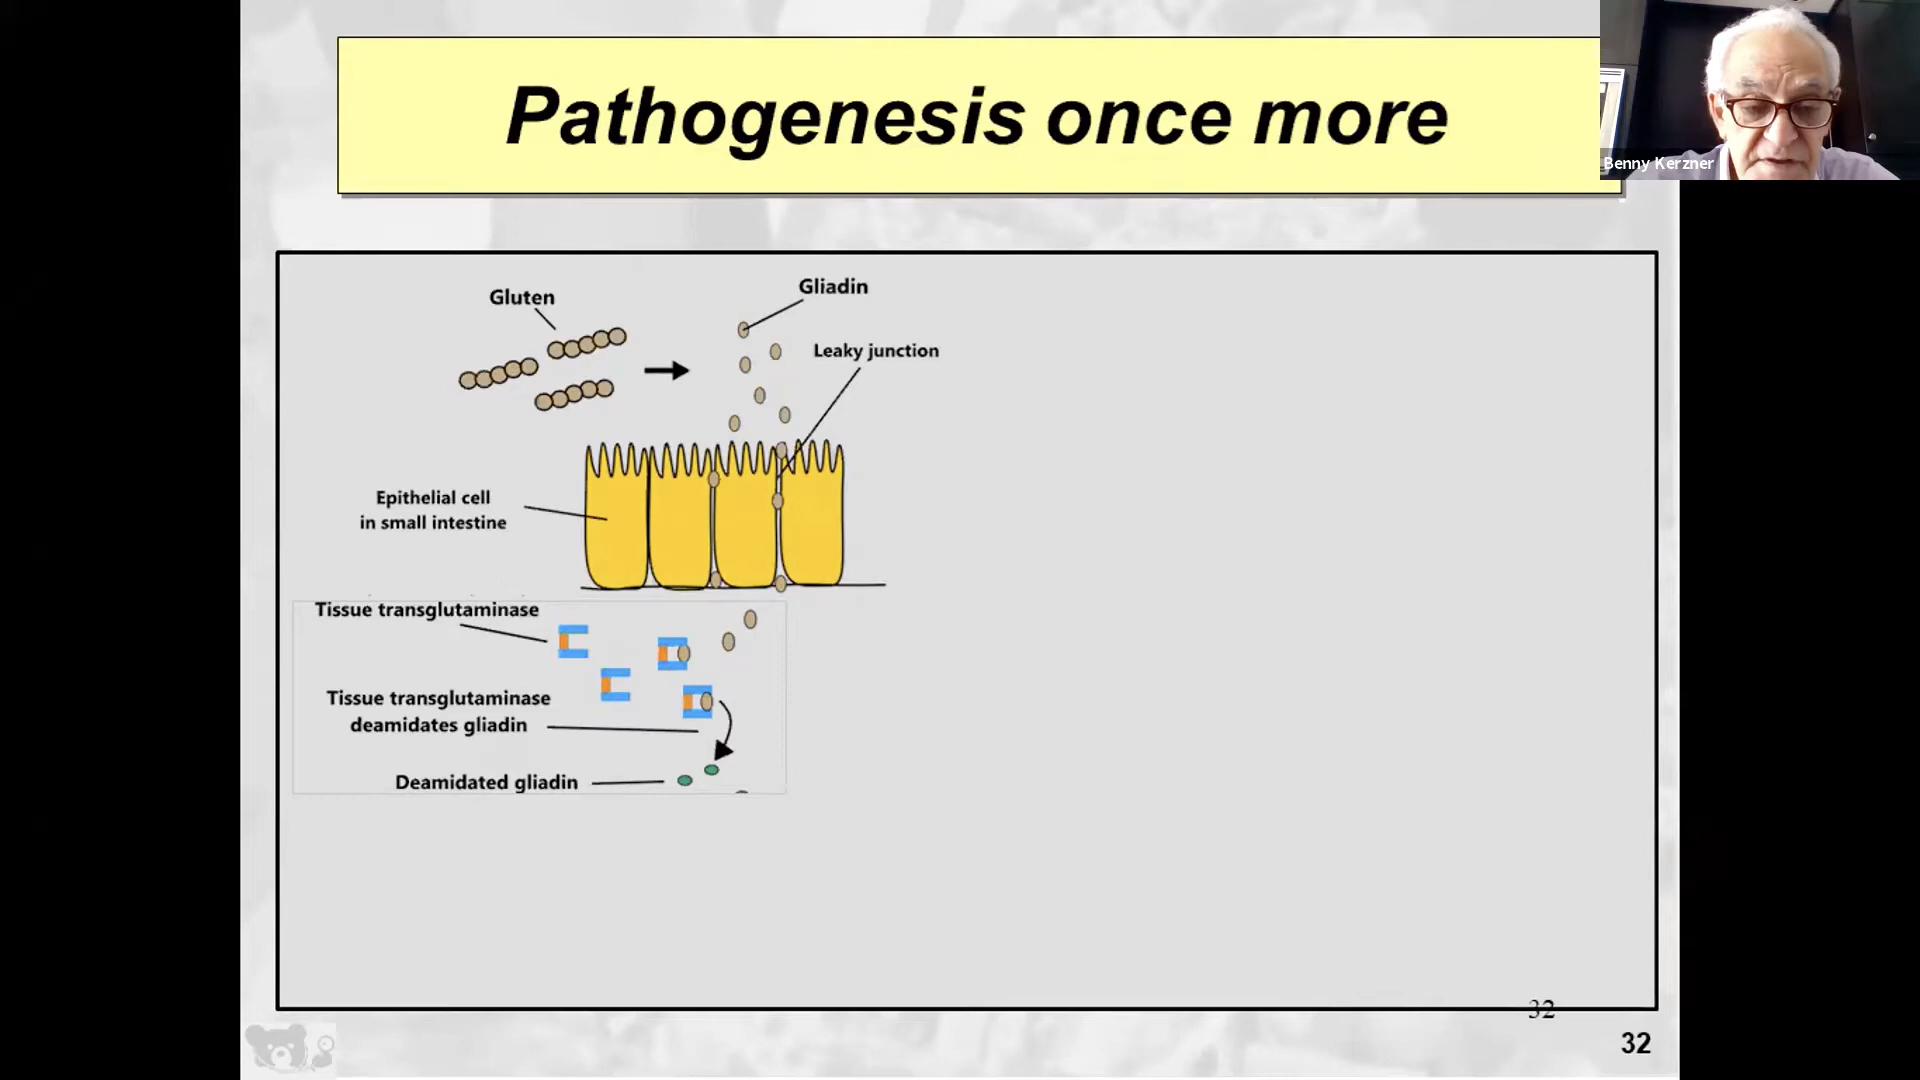 Pathogenesis once more
Benny Kerzner
Gluten
Gliadin
Leaky junction
Epithelial cell
in small intestine
Tissue transglutaminase
Tissue transglutaminase
deamidates gliadin
Deamidated gliadin
32
32